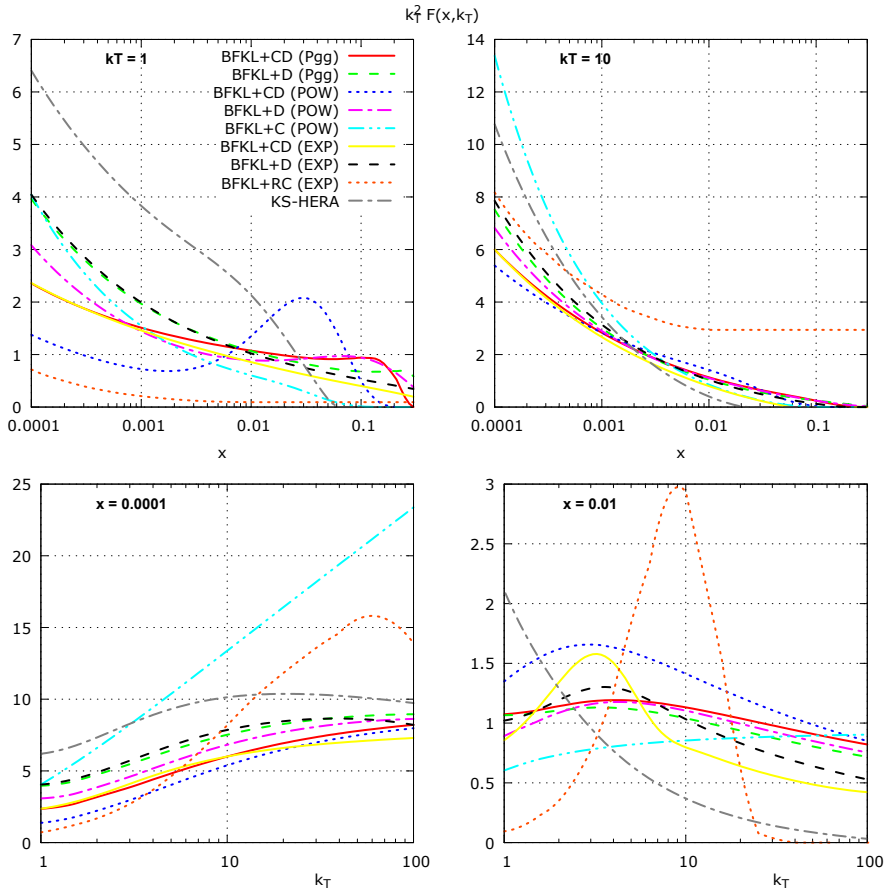 k_T^2 F(x,k_T)
kT = 1
BFKL+CD (Pgg)
BFKL+D (Pgg)
BFKL+CD (POW)
BFKL+D (POW)
BFKL+C (POW)
BFKL+CD (EXP)
BFKL+D (EXP)
BFKL+RC (EXP)
KS-HERA
7
6
5
4
3
2
1
0
0.0001 0.001 0.01 0.1
x
kT = 10
14
12
10
8
6
4
2
0
0.0001 0.001 0.01 0.1
x
x = 0.0001
25
20
15
10
5
0
1 10 100
k_T
x = 0.01
3
2.5
2
1.5
1
0.5
0
1 10 100
k_T